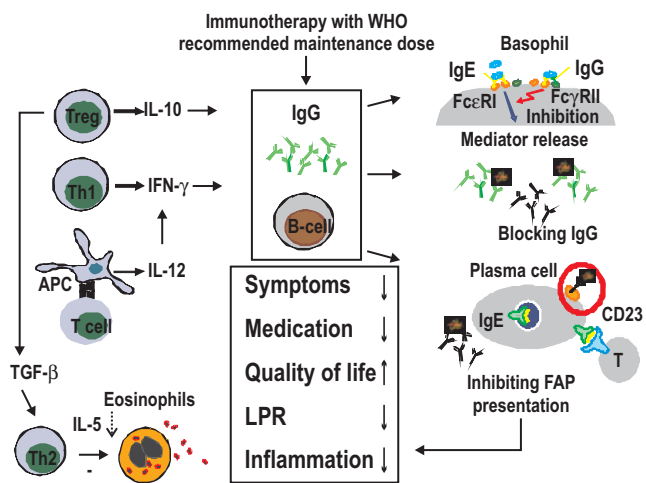 Immunotherapy with WHO
recommended maintenance dose
Treg
IL-10
Th1
IFN-γ
APC
IL-12
T cell
TGF-β
Eosinophils
IL-5
Th2
-
IgG
B-cell
Symptoms ↓
Medication ↓
Quality of life ↑
LPR ↓
Inflammation ↓
Basophil
IgE
IgG
FcεRI
FcγRII
Inhibition
Mediator release
Blocking IgG
Plasma cell
IgE
CD23
T
Inhibiting FAP
presentation